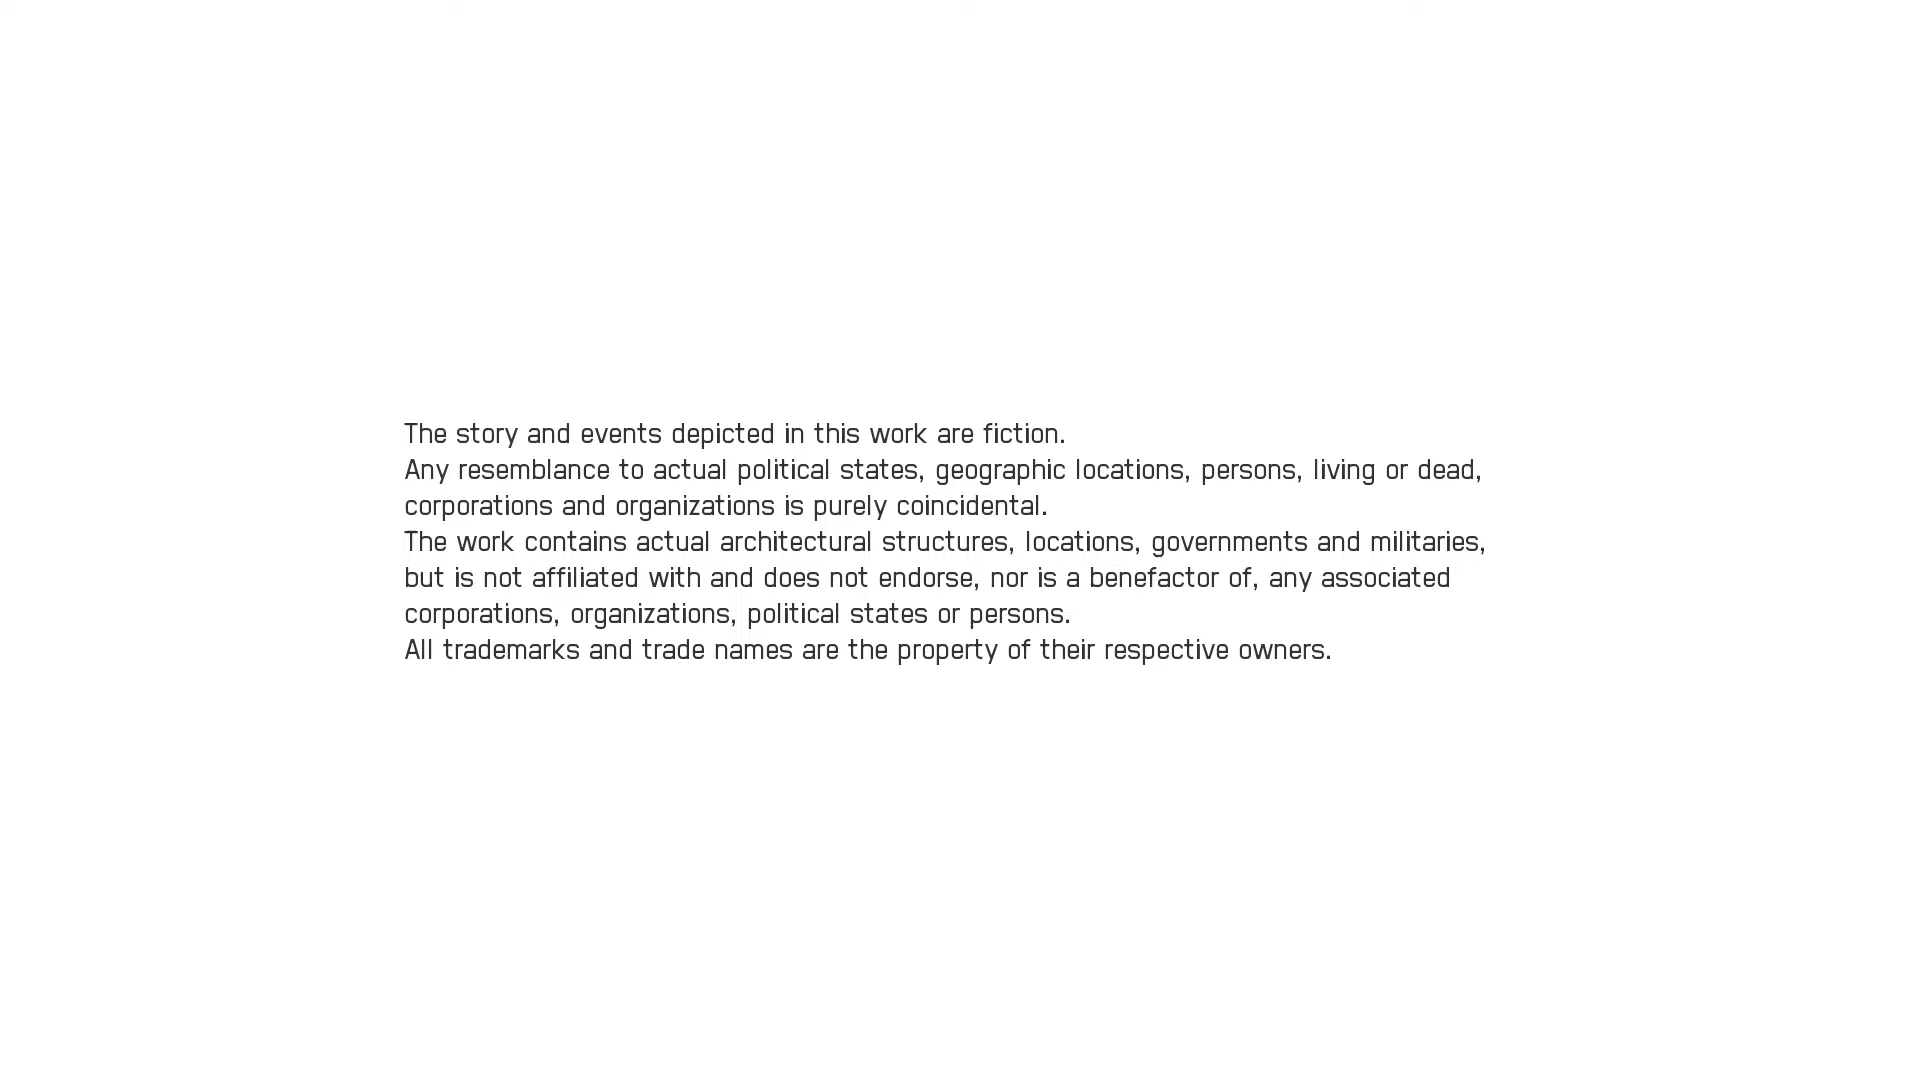 The story and events depicted in this work are fiction.
Any resemblance to actual political states, geographic locations, persons, living or dead,
corporations and organizations is purely coincidental.
The work contains actual architectural structures, locations, governments and militaries,
but is not affiliated with and does not endorse, nor is a benefactor of, any associated
corporations, organizations, political states or persons.
All trademarks and trade names are the property of their respective owners.